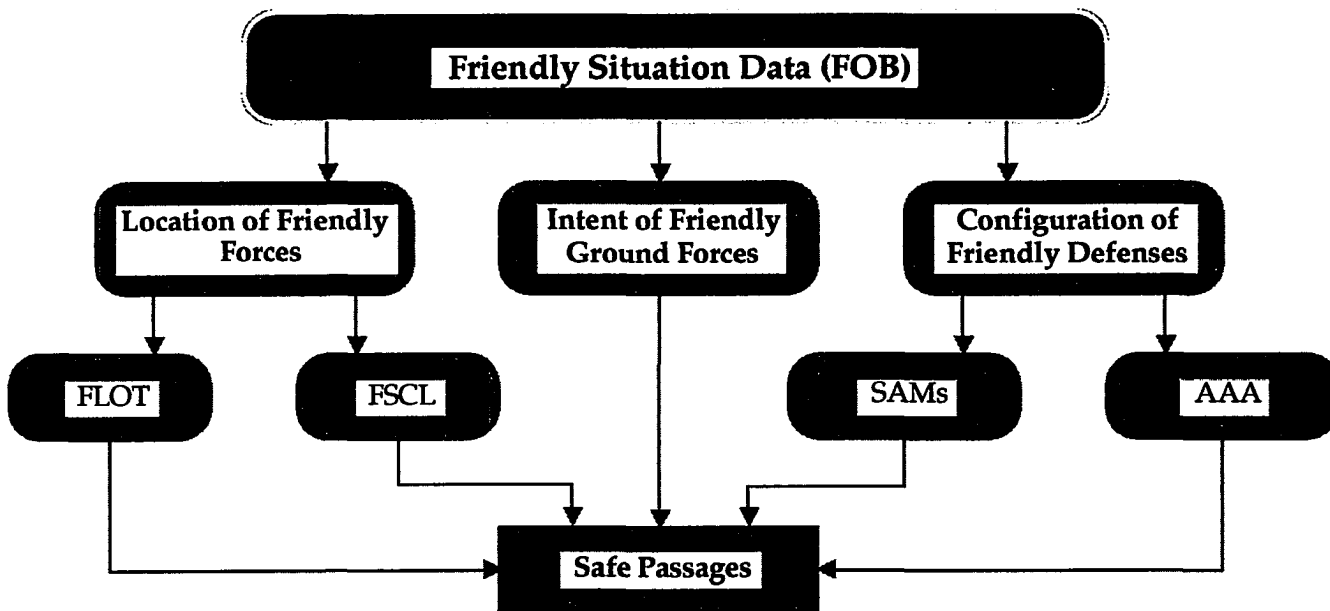 Friendly Situation Data (FOB)
Location of Friendly
Forces
Intent of Friendly
Ground Forces
Configuration of
Friendly Defenses
FLOT
FSCL
SAMs
AAA
Safe Passages